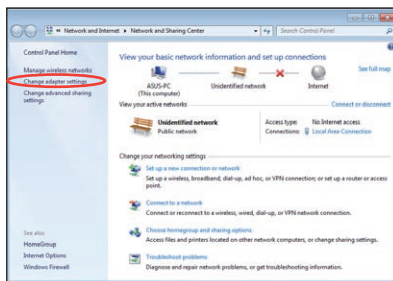 Network and Internet ▸ Network and Sharing Center
Search Control Panel
Control Panel Home
Manage wireless networks
Change adapter settings
Change advanced sharing
settings
View your basic network information and set up connections
See full map
ASUS-PC
(This computer)
Unidentified network
Internet
View your active networks
Connect or disconnect
Unidentified network
Public network
Access type: No Internet access
Connections: Local Area Connection
Change your networking settings
Set up a new connection or network
Set up a wireless, broadband, dial-up, ad hoc, or VPN connection; or set up a router or access
point.
Connect to a network
Connect or reconnect to a wireless, wired, dial-up, or VPN network connection.
Choose homegroup and sharing options
Access files and printers located on other network computers, or change sharing settings.
Troubleshoot problems
Diagnose and repair network problems, or get troubleshooting information.
See also
HomeGroup
Internet Options
Windows Firewall